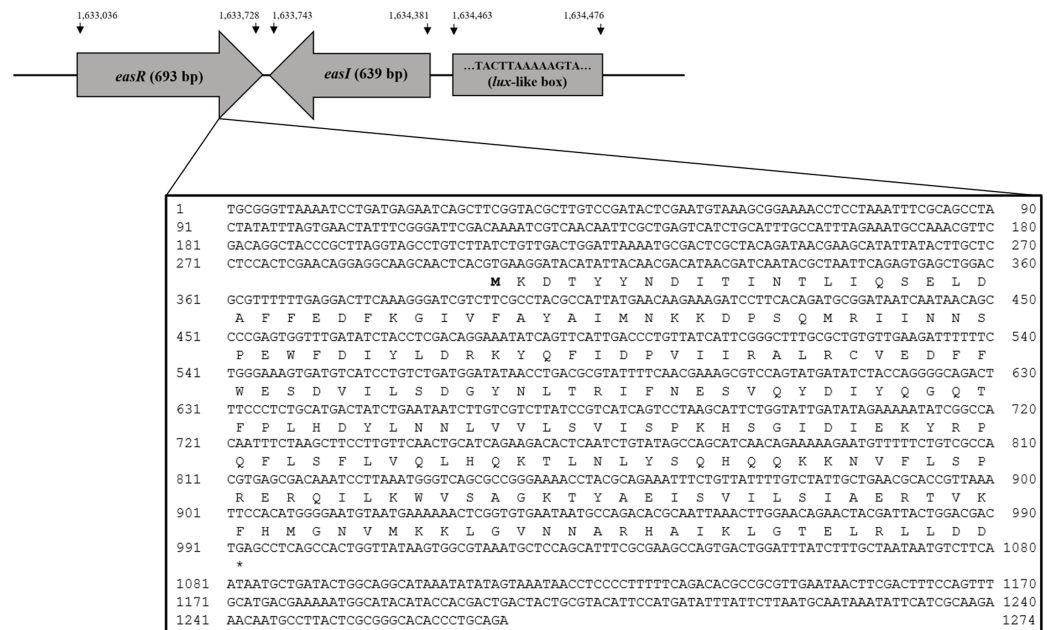 1,633,036 1,633,728 1,633,743 1,634,381 1,634,463 1,634,476
easR (693 bp) easI (639 bp) ...TACTTAAAAAGTA...
(lux-like box)
1 TGCGGGTTAAAATCCTGATGAGAATCAGCTTCGGTACGCTTGTCCGATACTCGAATGTAAAGCGGAAAACCTCCTAAATTTCGCAGCCTA 90
91 CTATATTTAGTGAACTATTTCGGGATTCGACAAAATCGTCAACAATTCGCTGAGTCATCTGCATTTGCCATTTAGAAATGCCAAACGTTC 180
181 GACAGGCTACCCGCTTAGGTAGCCTGTCTTATCTGTTGACTGGATTAAAATGCGACTCGCTACAGATAACGAAGCATATTATACTTGCTC 270
271 CTCCACTCGAACAGGAGGCAAGCAACTCACGTGAAGGATACATATTACAACGACATAACGATCAATACGCTAATTCAGAGTGAGCTGGAC 360
M K D T Y Y N D I T I N T L I Q S E L D
361 GCGTTTTTTGAGGACTTCAAAGGGATCGTCTTCGCCTACGCCATTATGAACAAGAAAGATCCTTCACAGATGCGGATAATCAATAACAGC 450
A F F E D F K G I V F A Y A I M N K K D P S Q M R I I N N S
451 CCCGAGTGGTTTGATATCTACCTCGACAGGAAATATCAGTTCATTGACCCTGTTATCATTCGGGCTTTGCGCTGTGTTGAAGATTTTTTC 540
P E W F D I Y L D R K Y Q F I D P V I I R A L R C V E D F F
541 TGGGAAAGTGATGTCATCCTGTCTGATGGATATAACCTGACGCGTATTTTCAACGAAAGCGTCCAGTATGATATCTACCAGGGGCAGACT 630
W E S D V I L S D G Y N L T R I F N E S V Q Y D I Y Q G Q T
631 TTCCCTCTGCATGACTATCTGAATAATCTTGTCGTCTTATCCGTCATCAGTCCTAAGCATTCTGGTATTGATATAGAAAAATATCGGCCA 720
F P L H D Y L N N L V V L S V I S P K H S G I D I E K Y R P
721 CAATTTCTAAGCTTCCTTGTTCAACTGCATCAGAAGACACTCAATCTGTATAGCCAGCATCAACAGAAAAAGAATGTTTTTCTGTCGCCA 810
Q F L S F L V Q L H Q K T L N L Y S Q H Q Q K K N V F L S P
811 CGTGAGCGACAAATCCTTAAATGGGTCAGCGCCGGGAAAACCTACGCAGAAATTTCTGTTATTTTGTCTATTGCTGAACGCACCGTTAAA 900
R E R Q I L K W V S A G K T Y A E I S V I L S I A E R T V K
901 TTCCACATGGGGAATGTAATGAAAAAACTCGGTGTGAATAATGCCAGACACGCAATTAAACTTGGAACAGAACTACGATTACTGGACGAC 990
F H M G N V M K K L G V N N A R H A I K L G T E L R L L D D
991 TGAGCCTCAGCCACTGGTTATAAGTGGCGTAAATGCTCCAGCATTTCGCGAAGCCAGTGACTGGATTTATCTTTGCTAATAATGTCTTCA 1080
*
1081 ATAATGCTGATACTGGCAGGCATAAATATATAGTAAATAACCTCCCCTTTTTCAGACACGCCGCGTTGAATAACTTCGACTTTCCAGTTT 1170
1171 GCATGACGAAAAATGGCATACATACCACGACTGACTACTGCGTACATTCCATGATATTTATTCTTAATGCAATAAATATTCATCGCAAGA 1240
1241 AACAATGCCTTACTCGCGGGCACACCCTGCAGA 1274